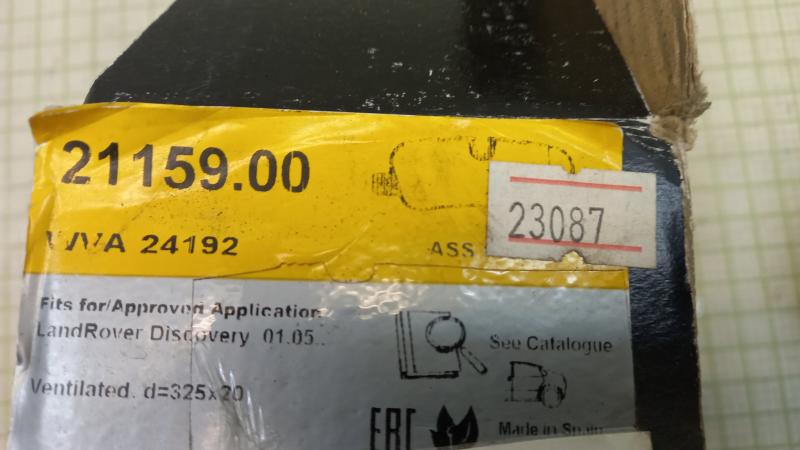 21159.00
23087
WVA 24192
ASS
Fits for/Approved Application
LandRover Discovery 01.05..
See Catalogue
Ventilated. d=325x20
EAC
Made in Spain